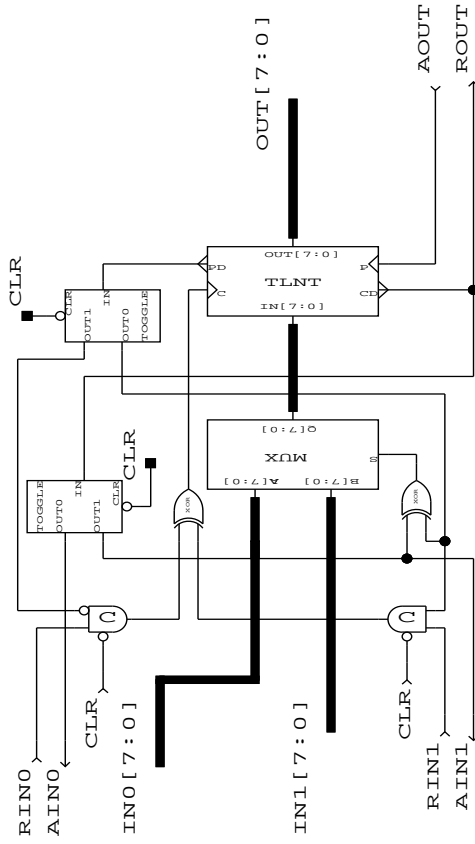 OUT[7:0]
AOUT
ROUT
CLR
CLR
IN
OUT1
OUT0
TOGGLE
PD
C
OUT[7:0]
TLNT
IN[7:0]
P
CD
TOGGLE
OUT0
OUT1
IN
CLR
CLR
Q[7:0]
MUX
A[7:0]
B[7:0]
S
XOR
XOR
C
C
CLR
CLR
RIN0
AIN0
IN0[7:0]
IN1[7:0]
RIN1
AIN1